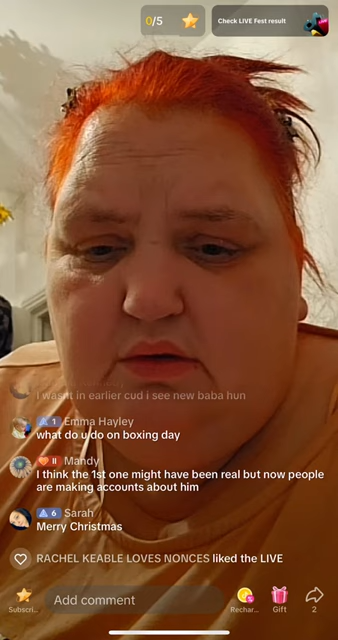 0/5
Check LIVE Fest result
I wasnt in earlier cud i see new baba hun
1 Emma Hayley
what do u do on boxing day
II Mandy
I think the 1st one might have been real but now people
are making accounts about him
6 Sarah
Merry Christmas
RACHEL KEABLE LOVES NONCES liked the LIVE
Subscri...
Add comment
Rechar...
Gift
2